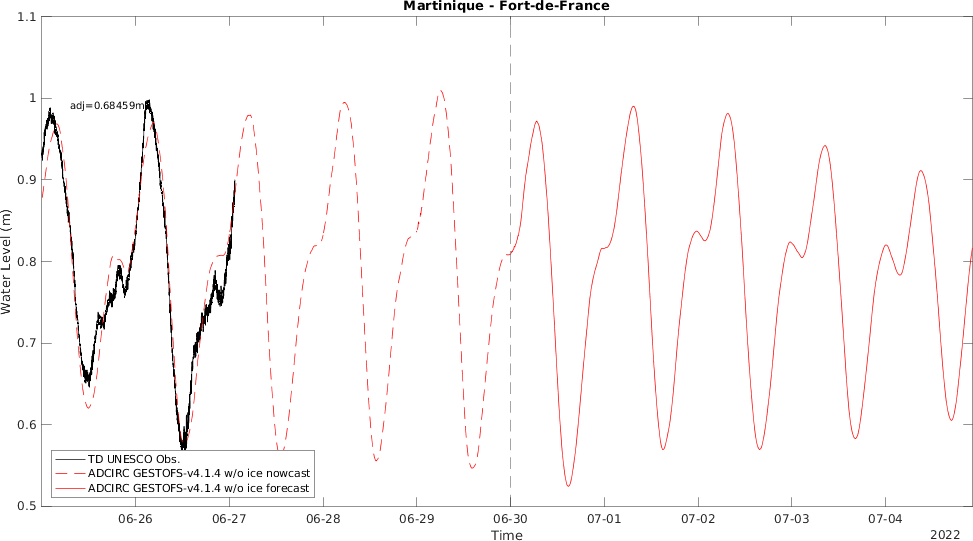 Martinique - Fort-de-France
1.1
1
0.9
0.8
0.7
0.6
0.5
Water Level (m)
adj=0.68459m
TD UNESCO Obs.
ADCIRC GESTOFS-v4.1.4 w/o ice nowcast
ADCIRC GESTOFS-v4.1.4 w/o ice forecast
06-26 06-27 06-28 06-29 06-30 07-01 07-02 07-03 07-04
Time
2022